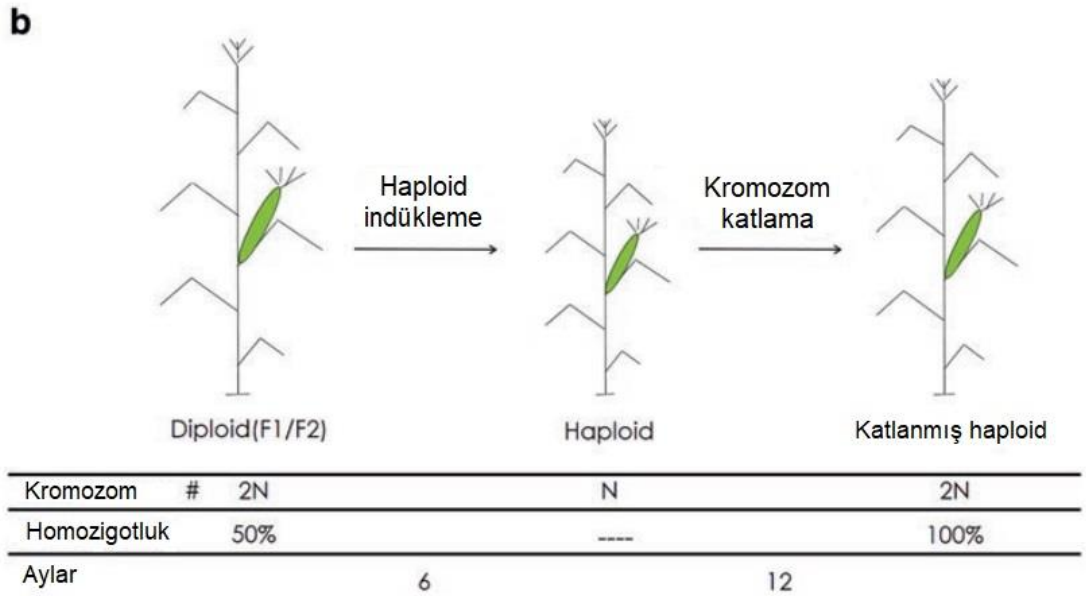 b
Haploid
indükleme
Kromozom
katlama
Diploid(F1/F2)
Haploid
Katlanmış haploid
Kromozom # 2N N 2N
Homozigotluk 50% ---- 100%
Aylar 6 12